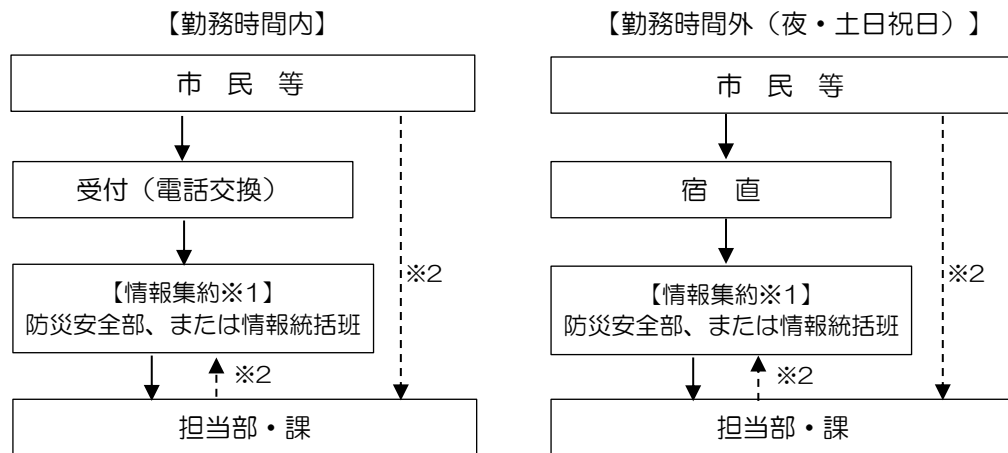 【勤務時間内】
市 民 等
受付（電話交換）
【情報集約※1】
防災安全部、または情報統括班
※2
※2
担当部・課
【勤務時間外（夜・土日祝日）】
市 民 等
宿 直
【情報集約※1】
防災安全部、または情報統括班
※2
※2
担当部・課